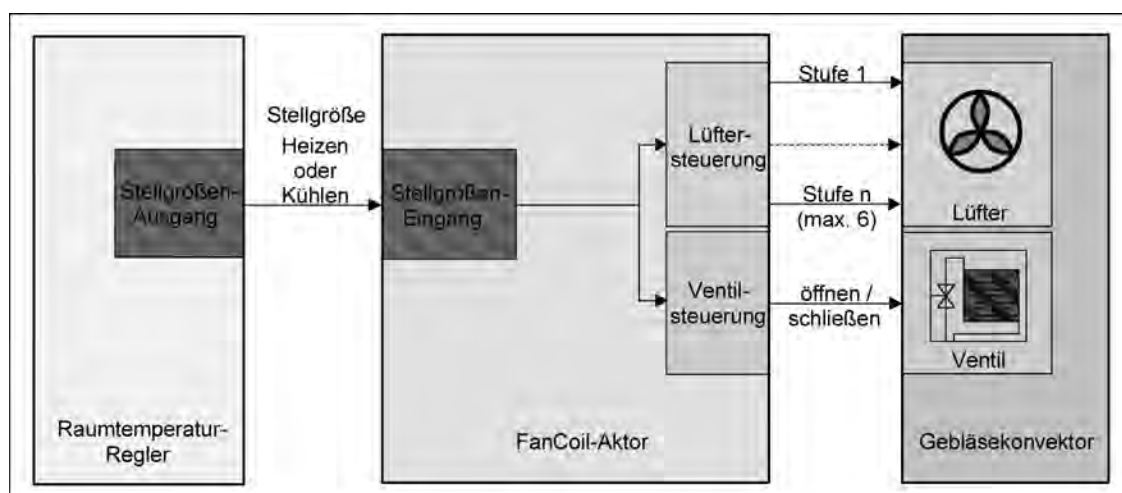 Stellgröße
Heizen
oder
Kühlen
Stellgrößen-
Ausgang
Stellgrößen-
Eingang
Lüfter-
steuerung
Ventil-
steuerung
Stufe 1
Stufe n
(max. 6)
öffnen /
schließen
Lüfter
Ventil
Raumtemperatur-
Regler
FanCoil-Aktor
Gebläsekonvektor